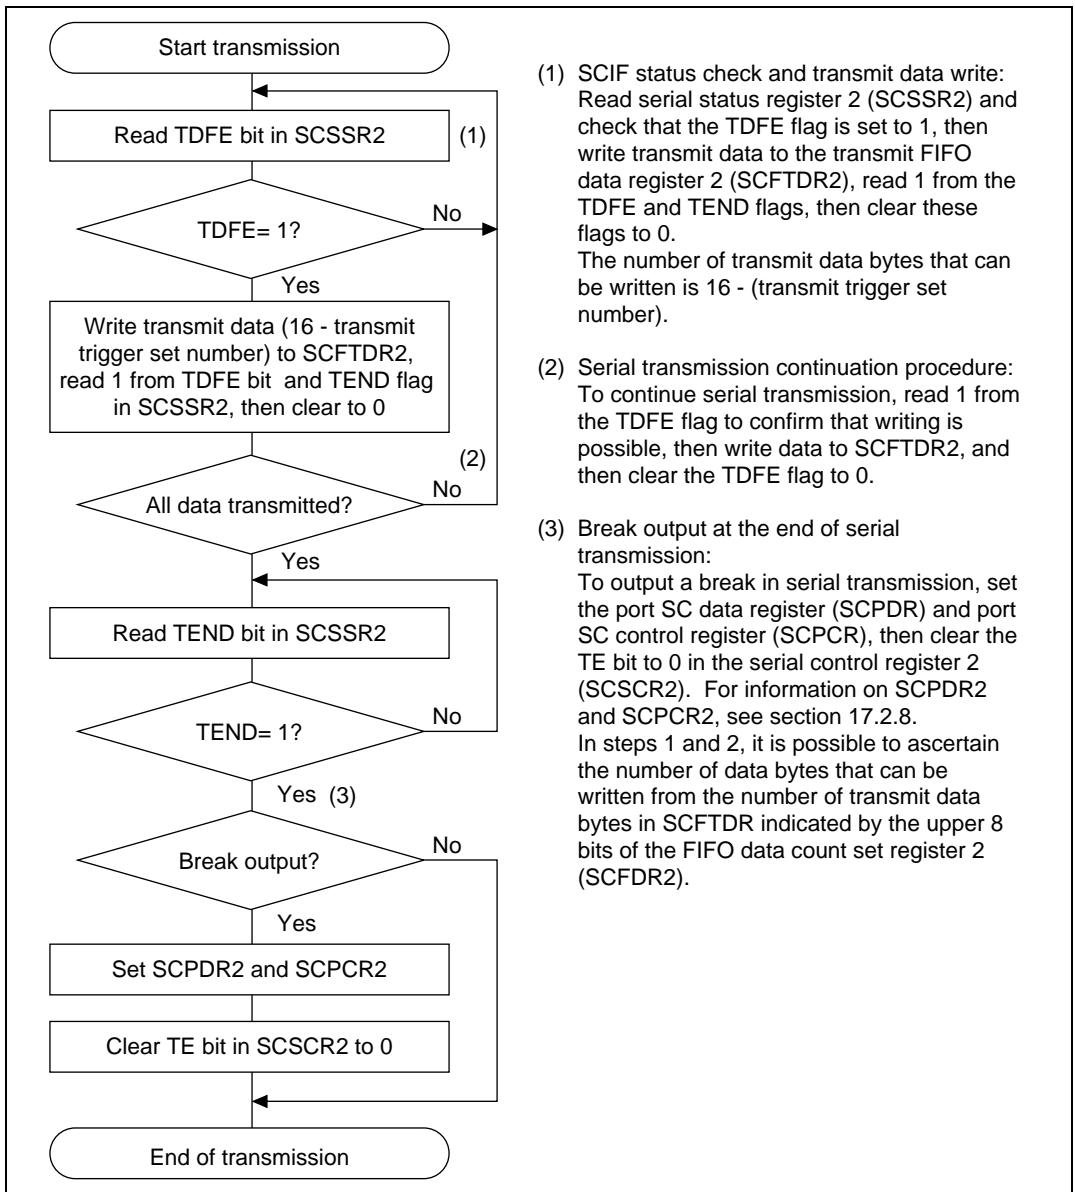 Start transmission
Read TDFE bit in SCSSR2
(1)
TDFE= 1?
No
Yes
Write transmit data (16 - transmit
trigger set number) to SCFTDR2,
read 1 from TDFE bit  and TEND flag
in SCSSR2, then clear to 0
(2)
All data transmitted?
No
Yes
Read TEND bit in SCSSR2
TEND= 1?
No
Yes (3)
Break output?
No
Yes
Set SCPDR2 and SCPCR2
Clear TE bit in SCSCR2 to 0
End of transmission
(1) SCIF status check and transmit data write:
Read serial status register 2 (SCSSR2) and
check that the TDFE flag is set to 1, then
write transmit data to the transmit FIFO
data register 2 (SCFTDR2), read 1 from the
TDFE and TEND flags, then clear these
flags to 0.
The number of transmit data bytes that can
be written is 16 - (transmit trigger set
number).
(2) Serial transmission continuation procedure:
To continue serial transmission, read 1 from
the TDFE flag to confirm that writing is
possible, then write data to SCFTDR2, and
then clear the TDFE flag to 0.
(3) Break output at the end of serial
transmission:
To output a break in serial transmission, set
the port SC data register (SCPDR) and port
SC control register (SCPCR), then clear the
TE bit to 0 in the serial control register 2
(SCSCR2).  For information on SCPDR2
and SCPCR2, see section 17.2.8.
In steps 1 and 2, it is possible to ascertain
the number of data bytes that can be
written from the number of transmit data
bytes in SCFTDR indicated by the upper 8
bits of the FIFO data count set register 2
(SCFDR2).